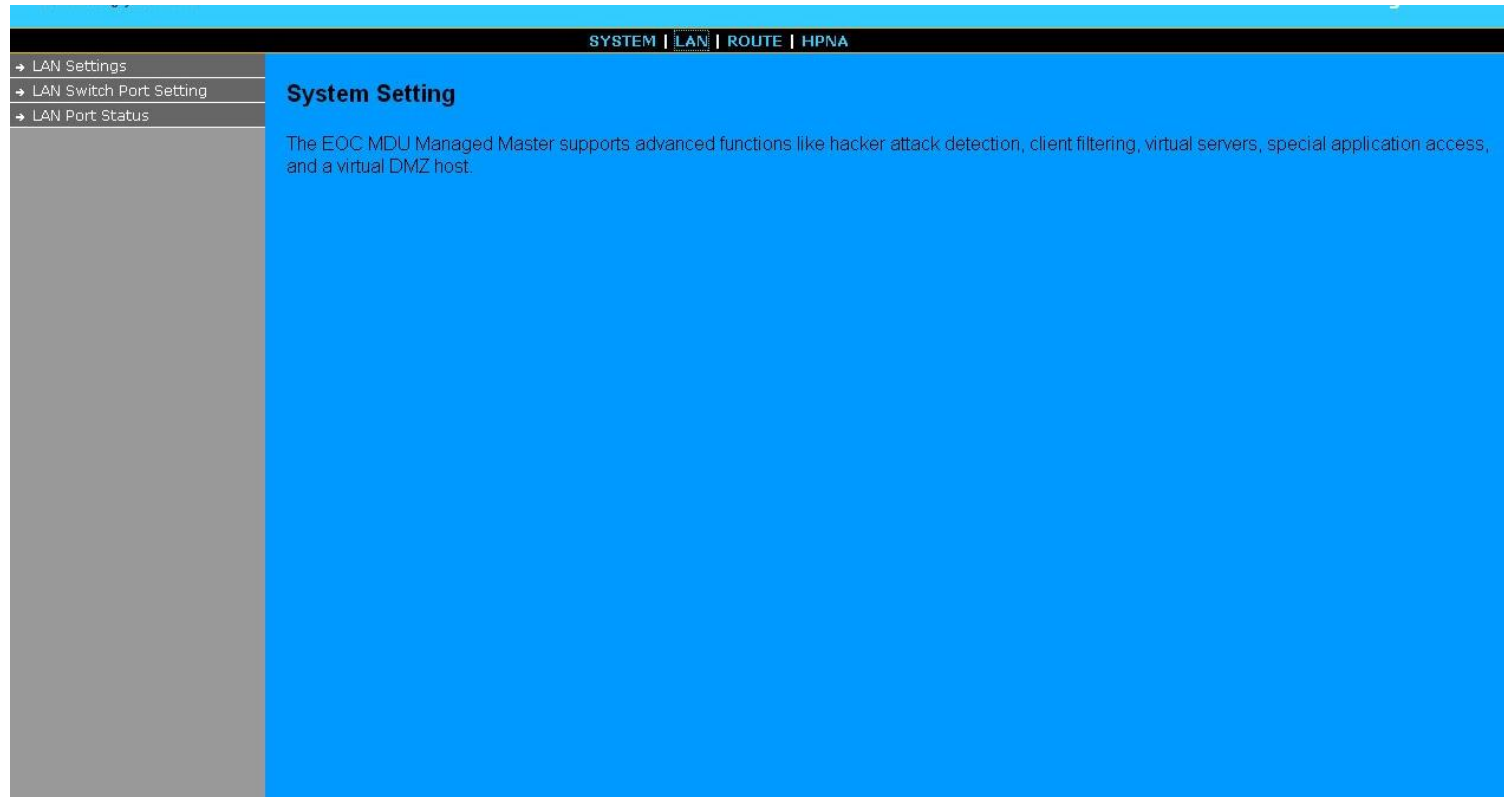 SYSTEM | LAN | ROUTE | HPNA
→ LAN Settings
→ LAN Switch Port Setting
→ LAN Port Status
System Setting
The EOC MDU Managed Master supports advanced functions like hacker attack detection, client filtering, virtual servers, special application access,
and a virtual DMZ host.